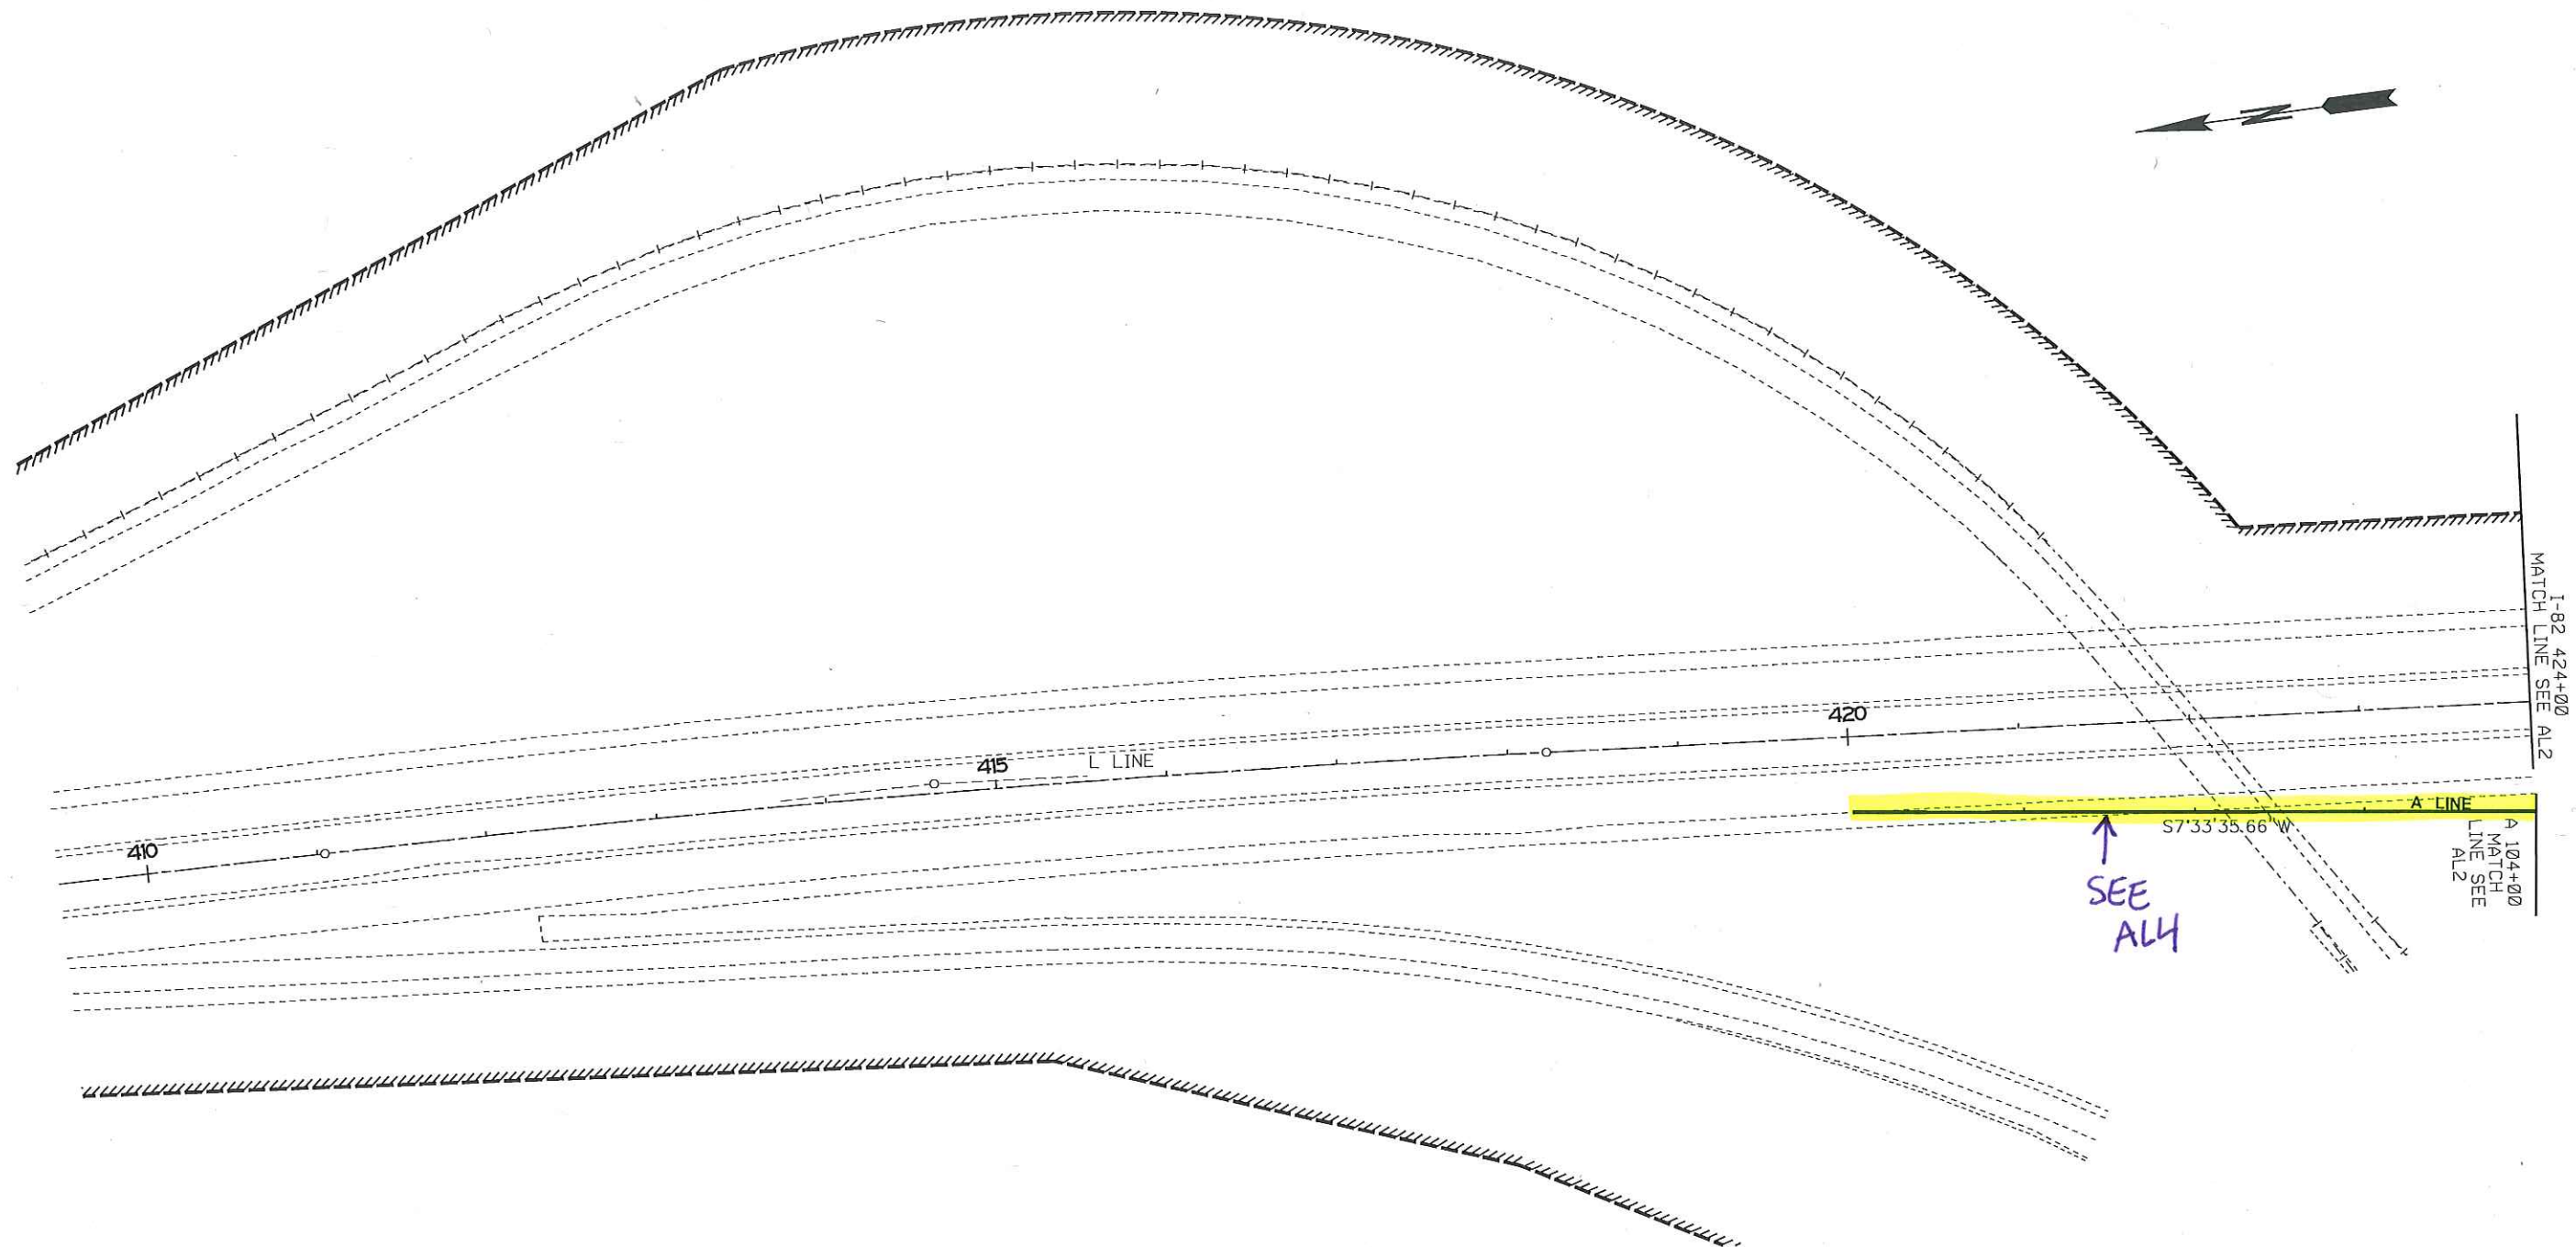 N
I-82 424+00
MATCH LINE SEE AL2
420
415
L LINE
410
A LINE
S7°33'35.66"W
A 104+00
MATCH
LINE SEE
AL2
SEE
AL4